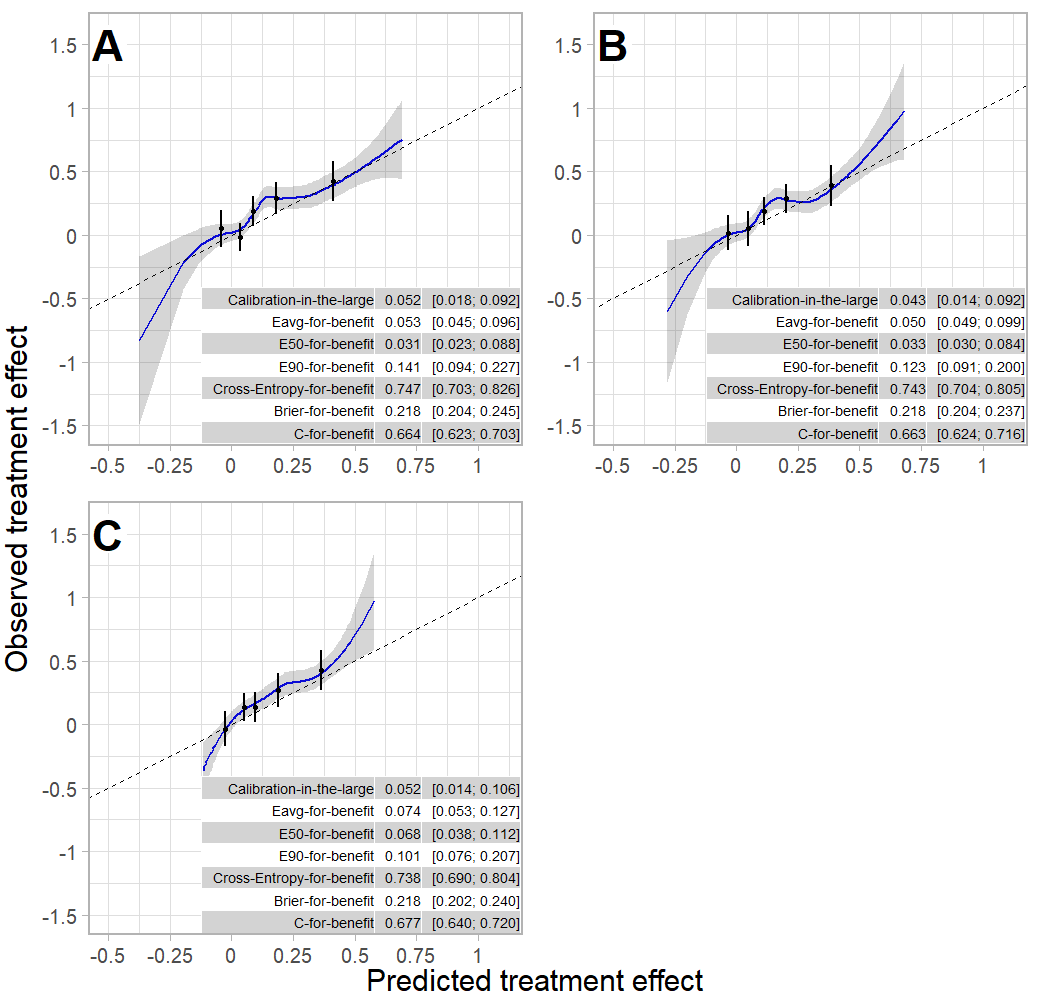 Observed treatment effect
A
1.5
1
0.5
0
-0.5
-1
-1.5
Calibration-in-the-large 0.052 [0.018; 0.092]
Eavg-for-benefit 0.053 [0.045; 0.096]
E50-for-benefit 0.031 [0.023; 0.088]
E90-for-benefit 0.141 [0.094; 0.227]
Cross-Entropy-for-benefit 0.747 [0.703; 0.826]
Brier-for-benefit 0.218 [0.204; 0.245]
C-for-benefit 0.664 [0.623; 0.703]
-0.5 -0.25 0 0.25 0.5 0.75 1
B
1.5
1
0.5
0
-0.5
-1
-1.5
Calibration-in-the-large 0.043 [0.014; 0.092]
Eavg-for-benefit 0.050 [0.049; 0.099]
E50-for-benefit 0.033 [0.030; 0.084]
E90-for-benefit 0.123 [0.091; 0.200]
Cross-Entropy-for-benefit 0.743 [0.704; 0.805]
Brier-for-benefit 0.218 [0.204; 0.237]
C-for-benefit 0.663 [0.624; 0.716]
-0.5 -0.25 0 0.25 0.5 0.75 1
C
1.5
1
0.5
0
-0.5
-1
-1.5
Calibration-in-the-large 0.052 [0.014; 0.106]
Eavg-for-benefit 0.074 [0.053; 0.127]
E50-for-benefit 0.068 [0.038; 0.112]
E90-for-benefit 0.101 [0.076; 0.207]
Cross-Entropy-for-benefit 0.738 [0.690; 0.804]
Brier-for-benefit 0.218 [0.202; 0.240]
C-for-benefit 0.677 [0.640; 0.720]
-0.5 -0.25 0 0.25 0.5 0.75 1
Predicted treatment effect